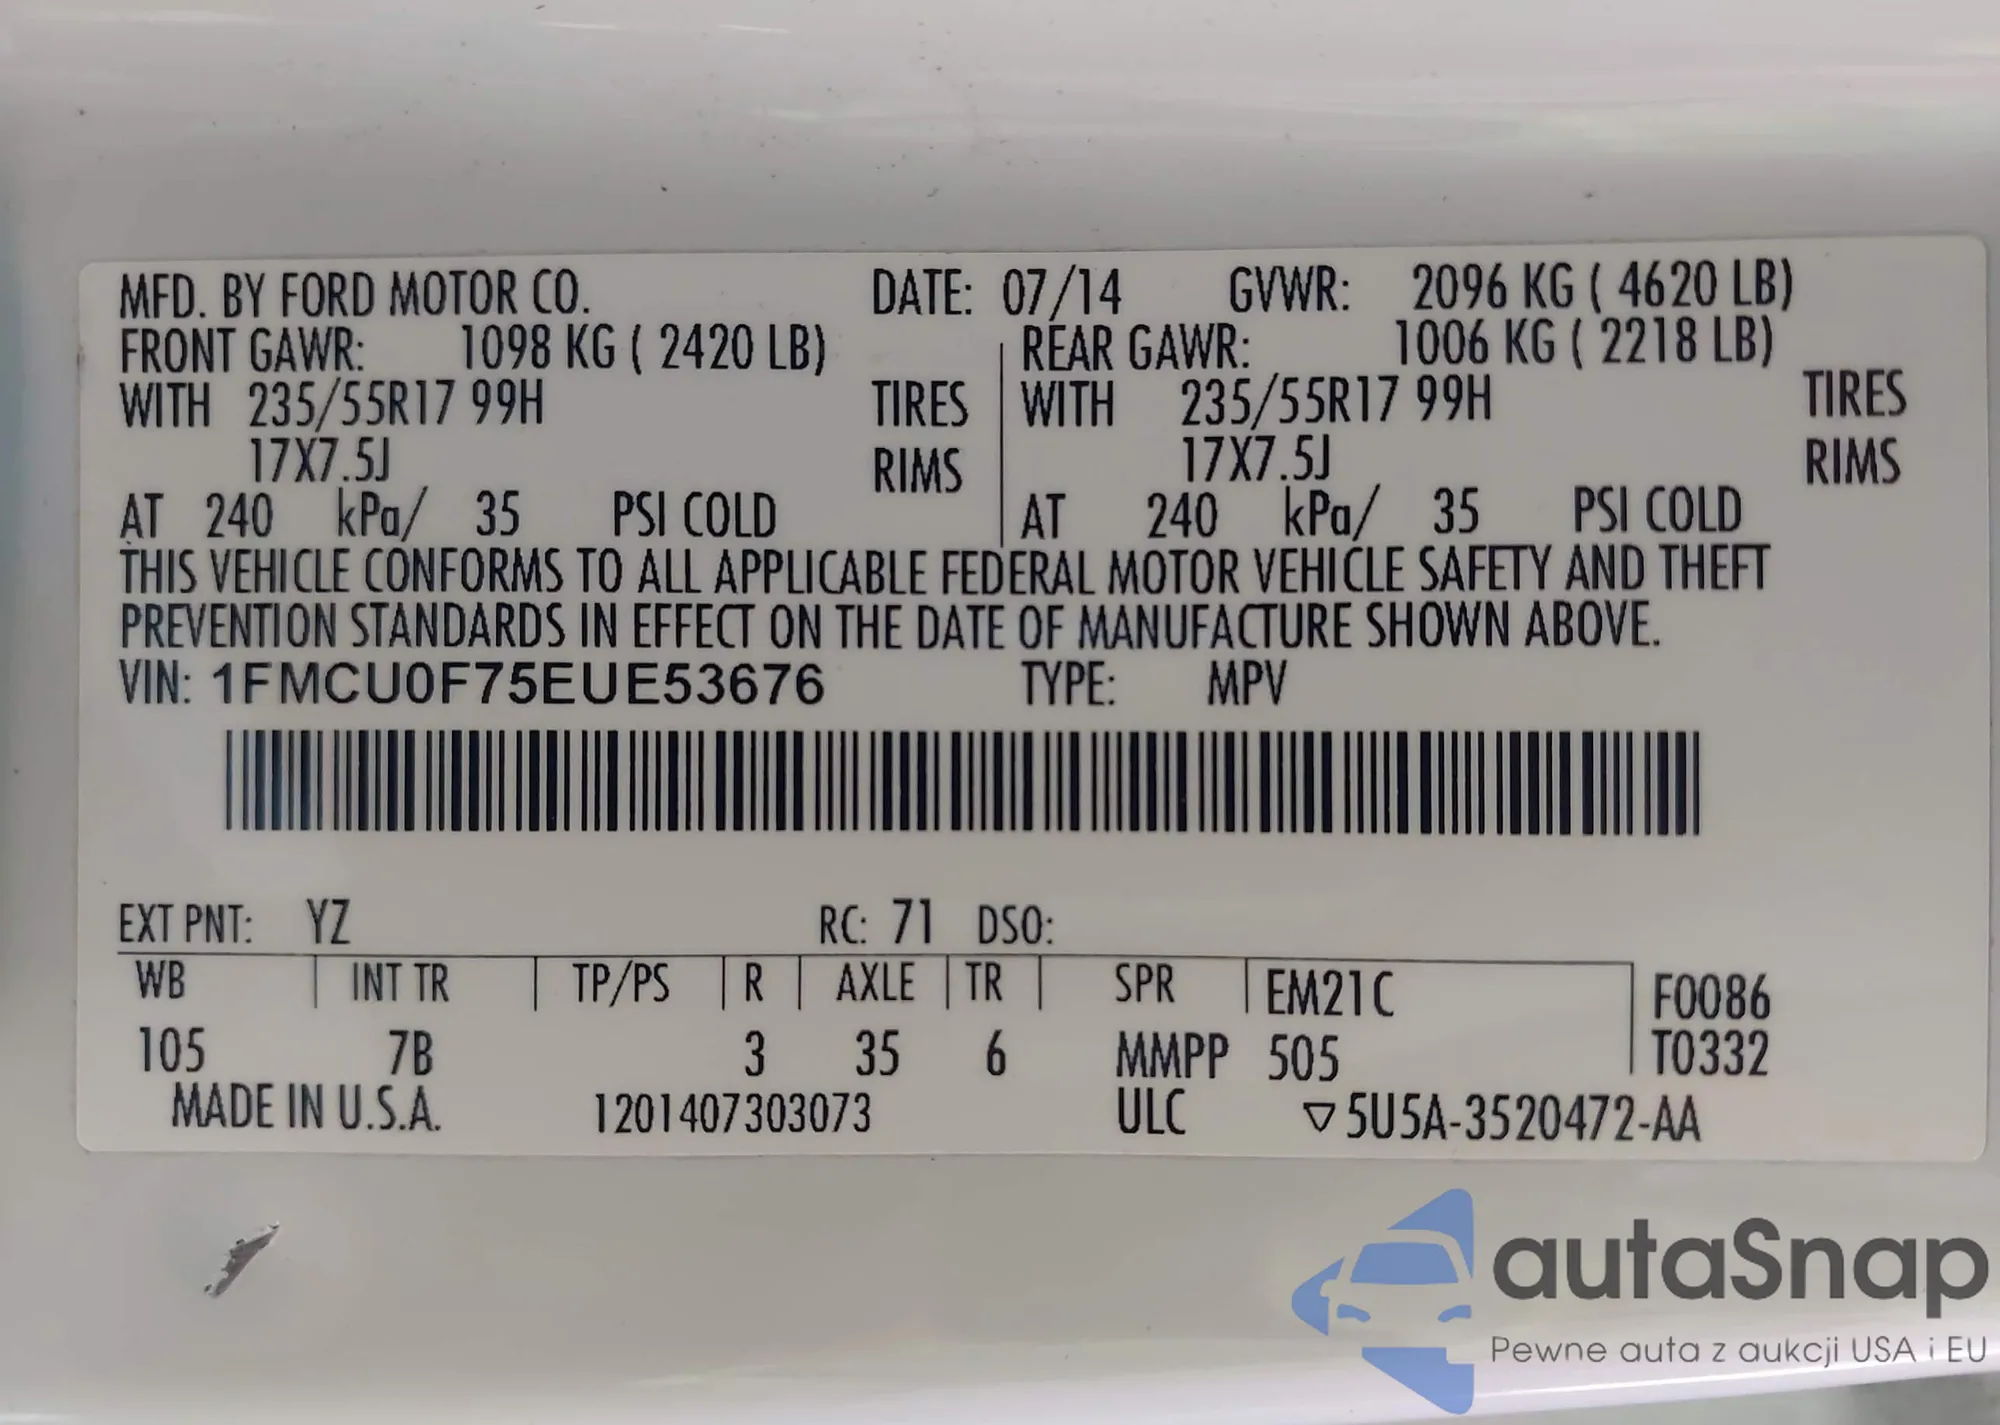 MFD. BY FORD MOTOR CO. DATE: 07/14 GVWR: 2096 KG ( 4620 LB)
FRONT GAWR: 1098 KG ( 2420 LB) REAR GAWR: 1006 KG ( 2218 LB)
WITH 235/55R17 99H TIRES WITH 235/55R17 99H TIRES
17X7.5J RIMS 17X7.5J RIMS
AT 240 kPa/ 35 PSI COLD AT 240 kPa/ 35 PSI COLD
THIS VEHICLE CONFORMS TO ALL APPLICABLE FEDERAL MOTOR VEHICLE SAFETY AND THEFT
PREVENTION STANDARDS IN EFFECT ON THE DATE OF MANUFACTURE SHOWN ABOVE.
VIN: 1FMCU0F75EUE53676 TYPE: MPV
EXT PNT: YZ RC: 71 DSO:
WB INT TR TP/PS R AXLE TR SPR EM21C F0086
105 7B 3 35 6 MMPP 505 T0332
MADE IN U.S.A. 1201407303073 ULC ▽5U5A-3520472-AA
autaSnap
Pewne auta z aukcji USA i EU